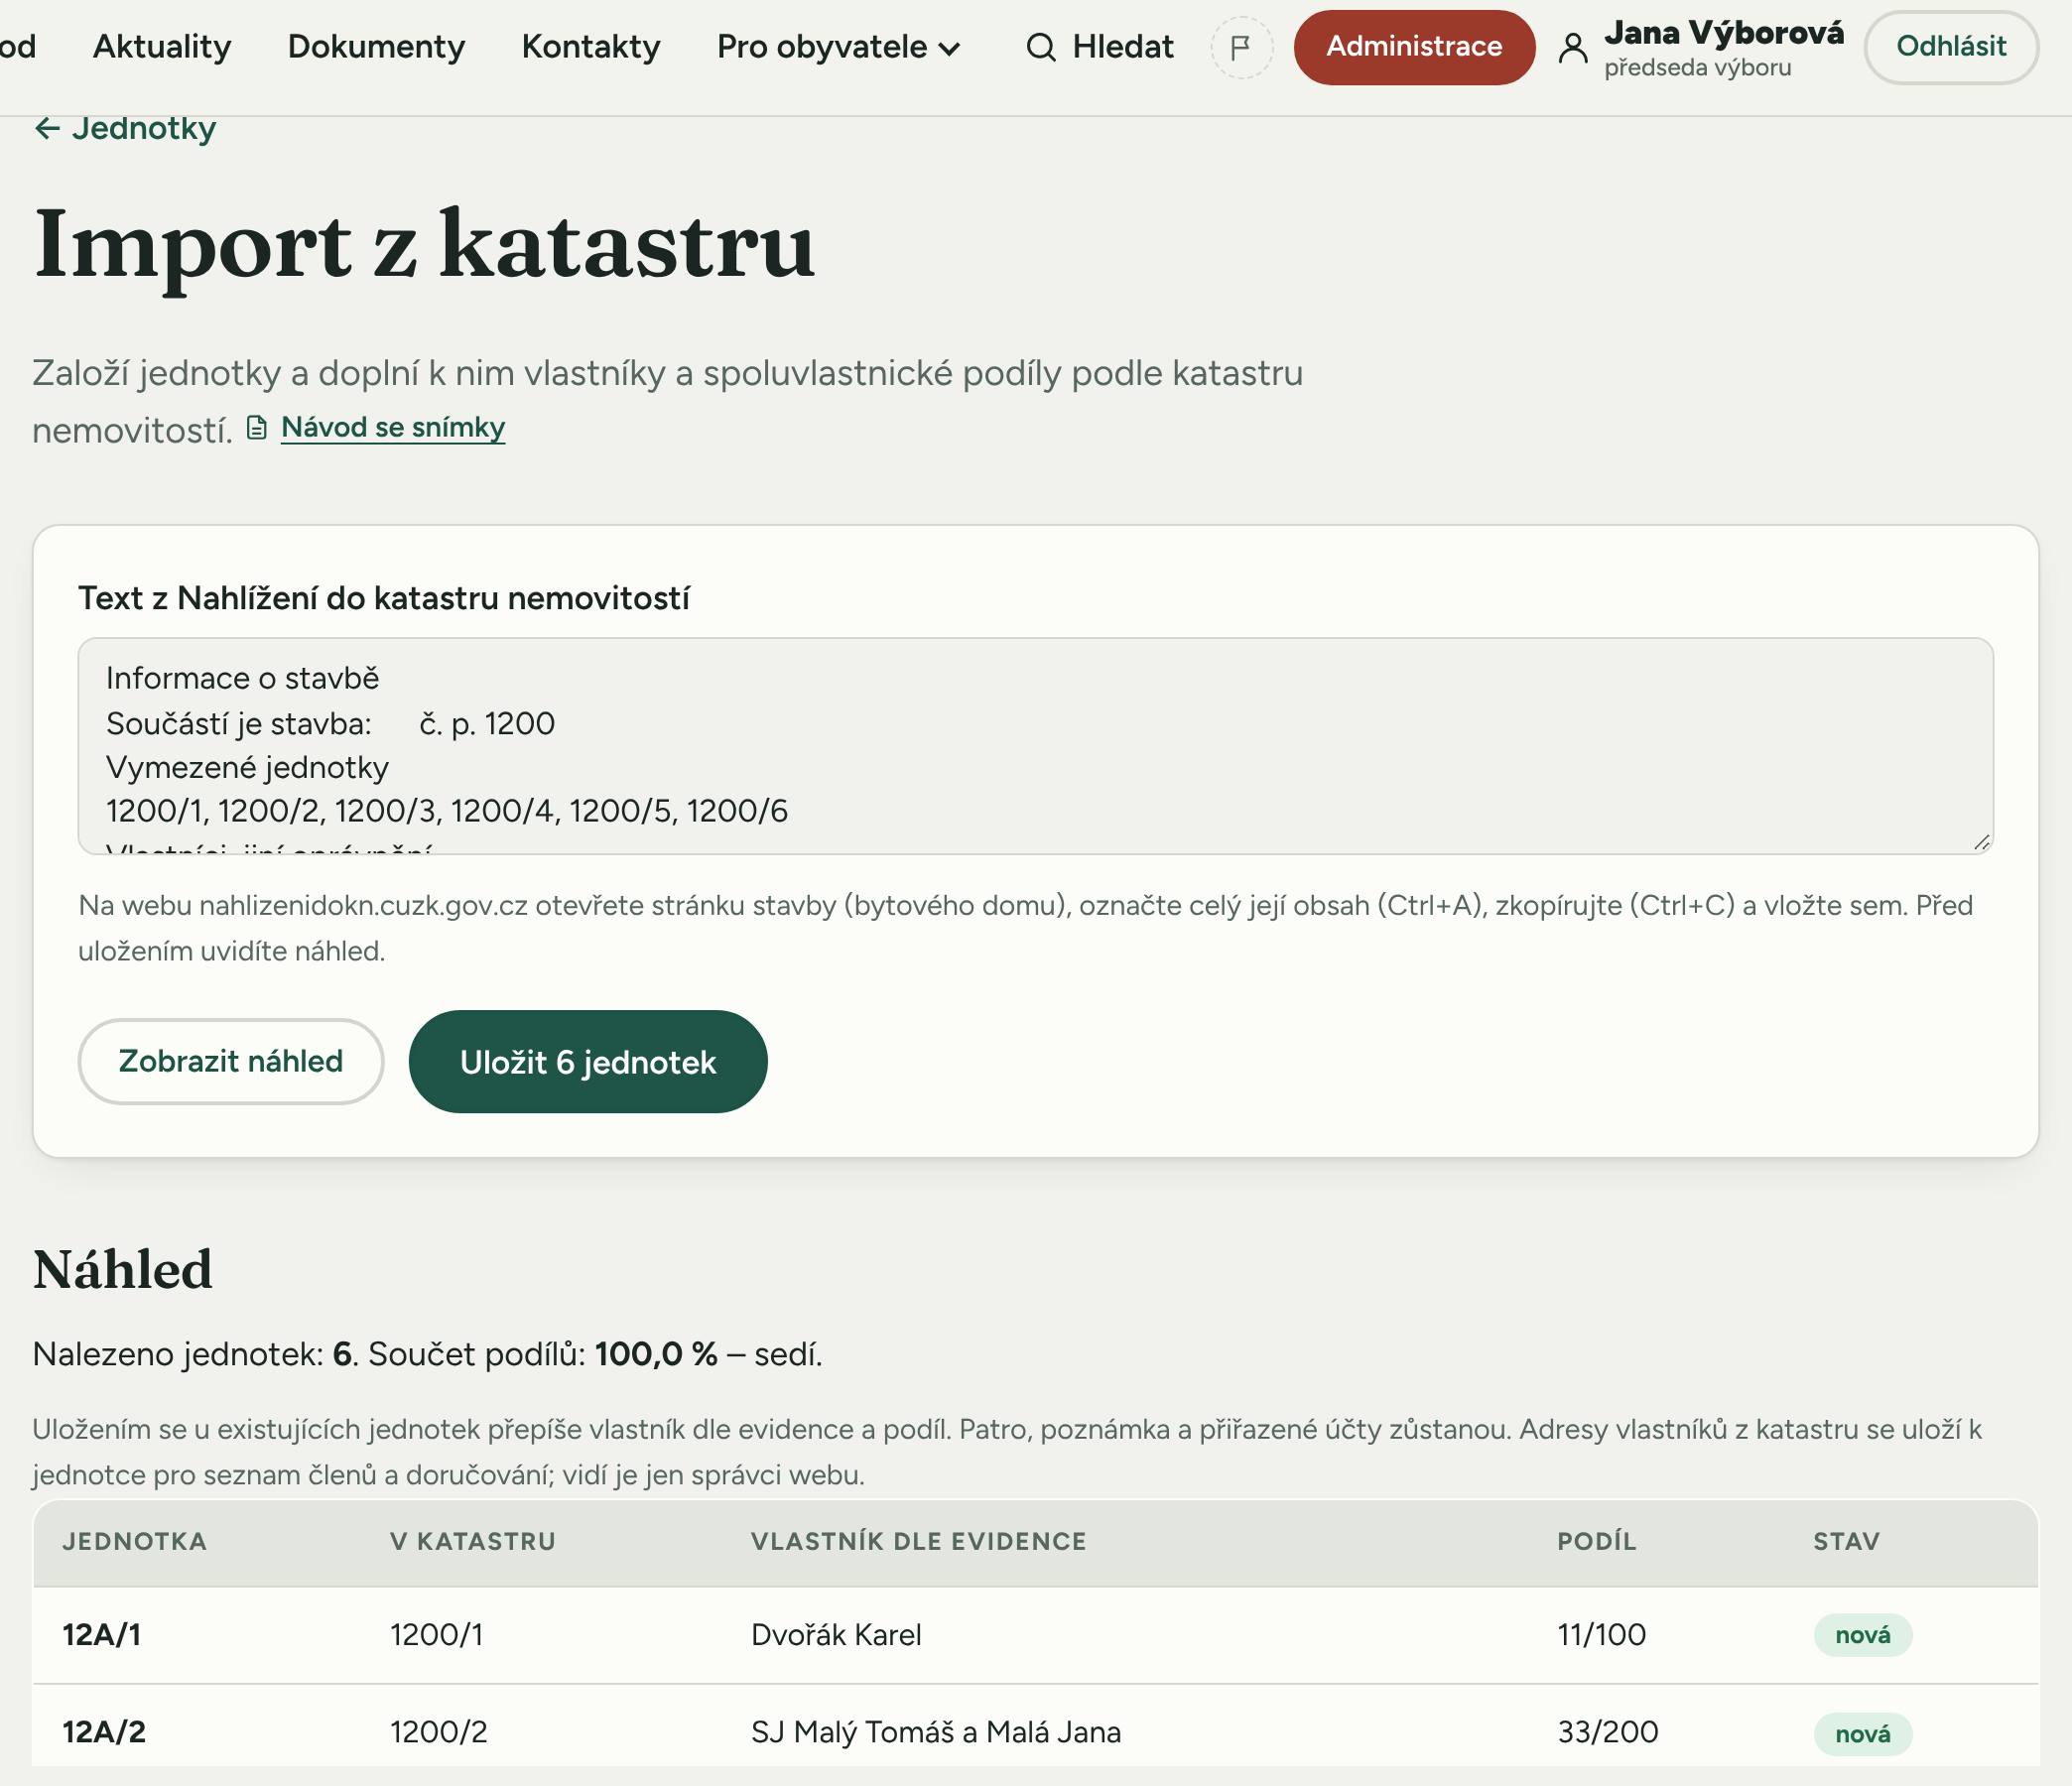 od Aktuality Dokumenty Kontakty Pro obyvatele Hledat Administrace Jana Výborová Odhlásit
předseda výboru
← Jednotky
Import z katastru
Založí jednotky a doplní k nim vlastníky a spoluvlastnické podíly podle katastru
nemovitostí. Návod se snímky
Text z Nahlížení do katastru nemovitostí
Informace o stavbě
Součástí je stavba: č. p. 1200
Vymezené jednotky
1200/1, 1200/2, 1200/3, 1200/4, 1200/5, 1200/6
Vlastníci, jiní oprávnění
Na webu nahlizenidokn.cuzk.gov.cz otevřete stránku stavby (bytového domu), označte celý její obsah (Ctrl+A), zkopírujte (Ctrl+C) a vložte sem. Před
uložením uvidíte náhled.
Zobrazit náhled Uložit 6 jednotek
Náhled
Nalezeno jednotek: 6. Součet podílů: 100,0 % – sedí.
Uložením se u existujících jednotek přepíše vlastník dle evidence a podíl. Patro, poznámka a přiřazené účty zůstanou. Adresy vlastníků z katastru se uloží k
jednotce pro seznam členů a doručování; vidí je jen správci webu.
JEDNOTKA V KATASTRU VLASTNÍK DLE EVIDENCE PODÍL STAV
12A/1 1200/1 Dvořák Karel 11/100 nová
12A/2 1200/2 SJ Malý Tomáš a Malá Jana 33/200 nová